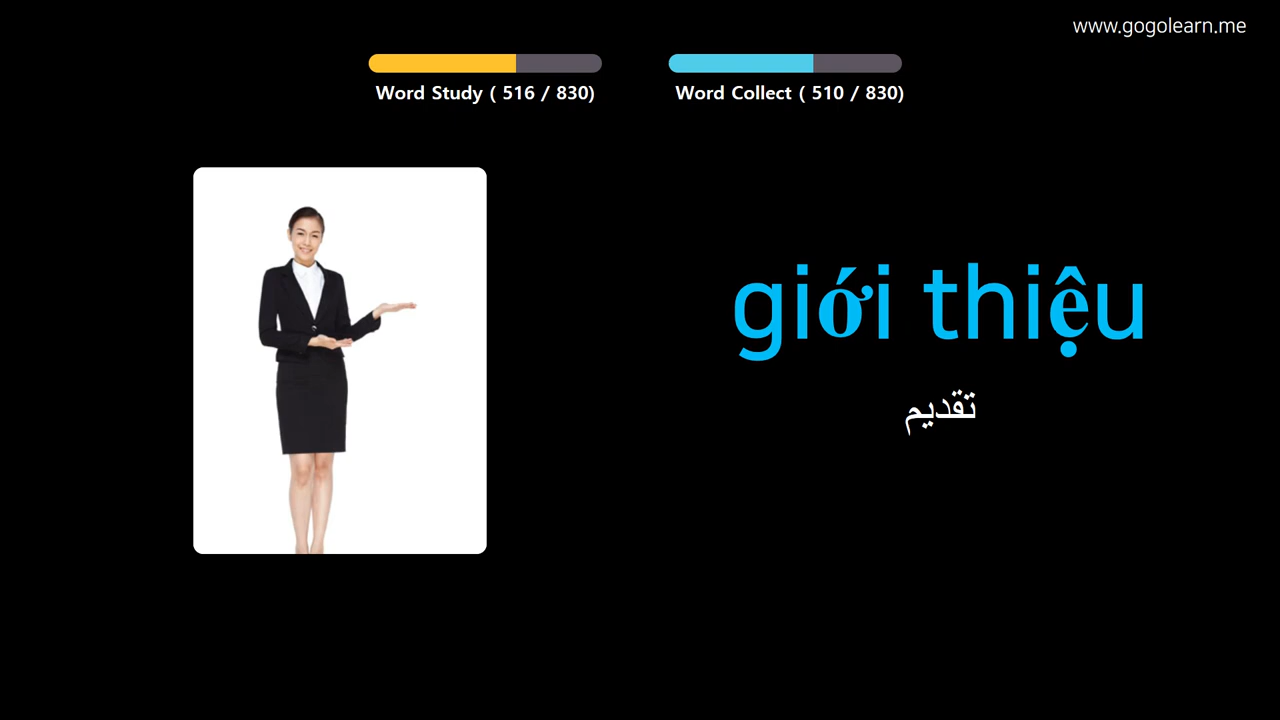 www.gogolearn.me
Word Study ( 516 / 830)
Word Collect ( 510 / 830)
giới thiệu
تقديم